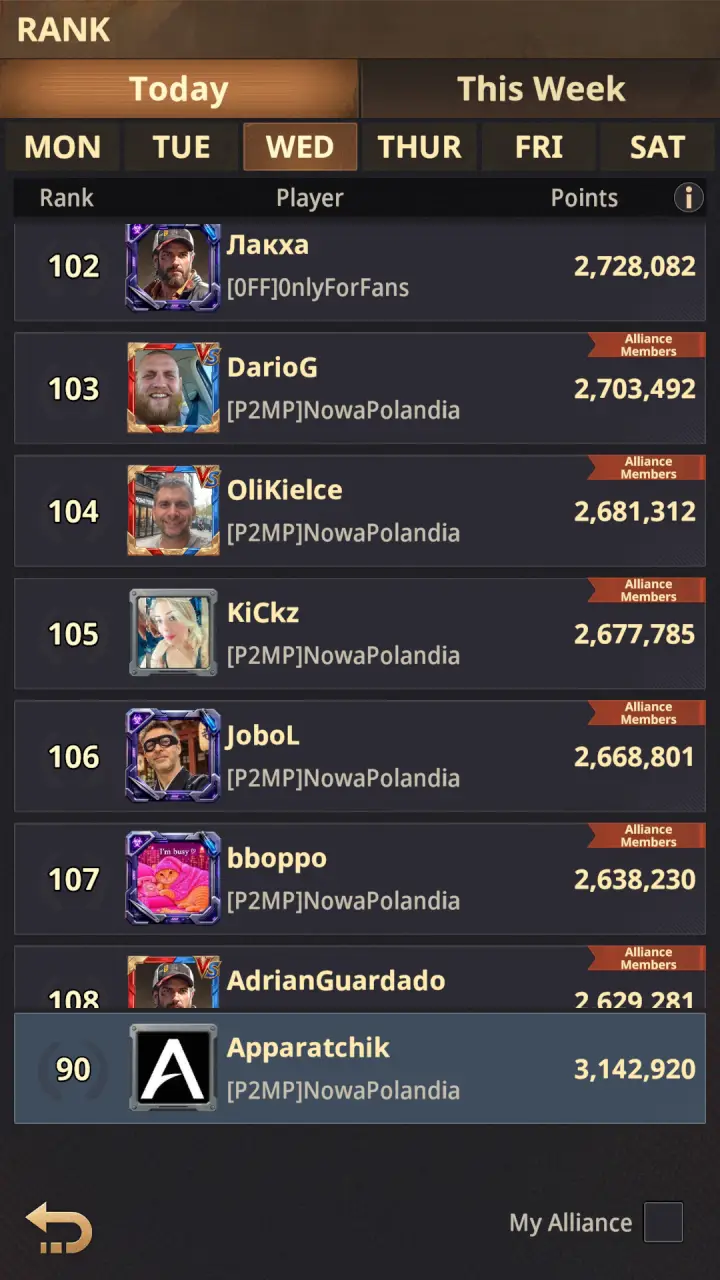 RANK
Today
This Week
MON
TUE
WED
THUR
FRI
SAT
Rank
Player
Points
102
Лакха
[0FF]0nlyForFans
2,728,082
Alliance
Members
103
DarioG
[P2MP]NowaPolandia
2,703,492
Alliance
Members
104
OliKielce
[P2MP]NowaPolandia
2,681,312
Alliance
Members
105
KiCkz
[P2MP]NowaPolandia
2,677,785
Alliance
Members
106
JoboL
[P2MP]NowaPolandia
2,668,801
Alliance
Members
107
I'm busy
bboppo
[P2MP]NowaPolandia
2,638,230
Alliance
Members
108
AdrianGuardado
2,629,281
90
Apparatchik
[P2MP]NowaPolandia
3,142,920
My Alliance